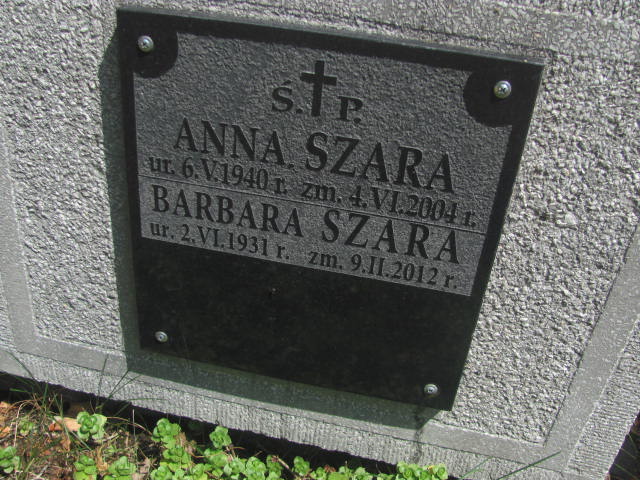 Ś. P.
ANNA SZARA
ur. 6.V.1940 r. zm. 4.VI.2004 r.
BARBARA SZARA
ur. 2.VI.1931 r. zm. 9.II.2012 r.